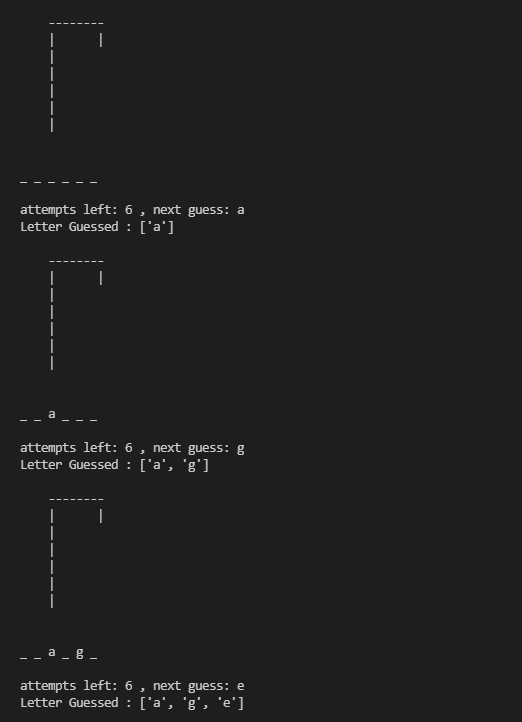 --------
|      |
|
|
|
|
|
_ _ _ _ _ _
attempts left: 6 , next guess: a
Letter Guessed : ['a']
--------
|      |
|
|
|
|
|
_ _ a _ _ _
attempts left: 6 , next guess: g
Letter Guessed : ['a', 'g']
--------
|      |
|
|
|
|
|
_ _ a _ g _
attempts left: 6 , next guess: e
Letter Guessed : ['a', 'g', 'e']